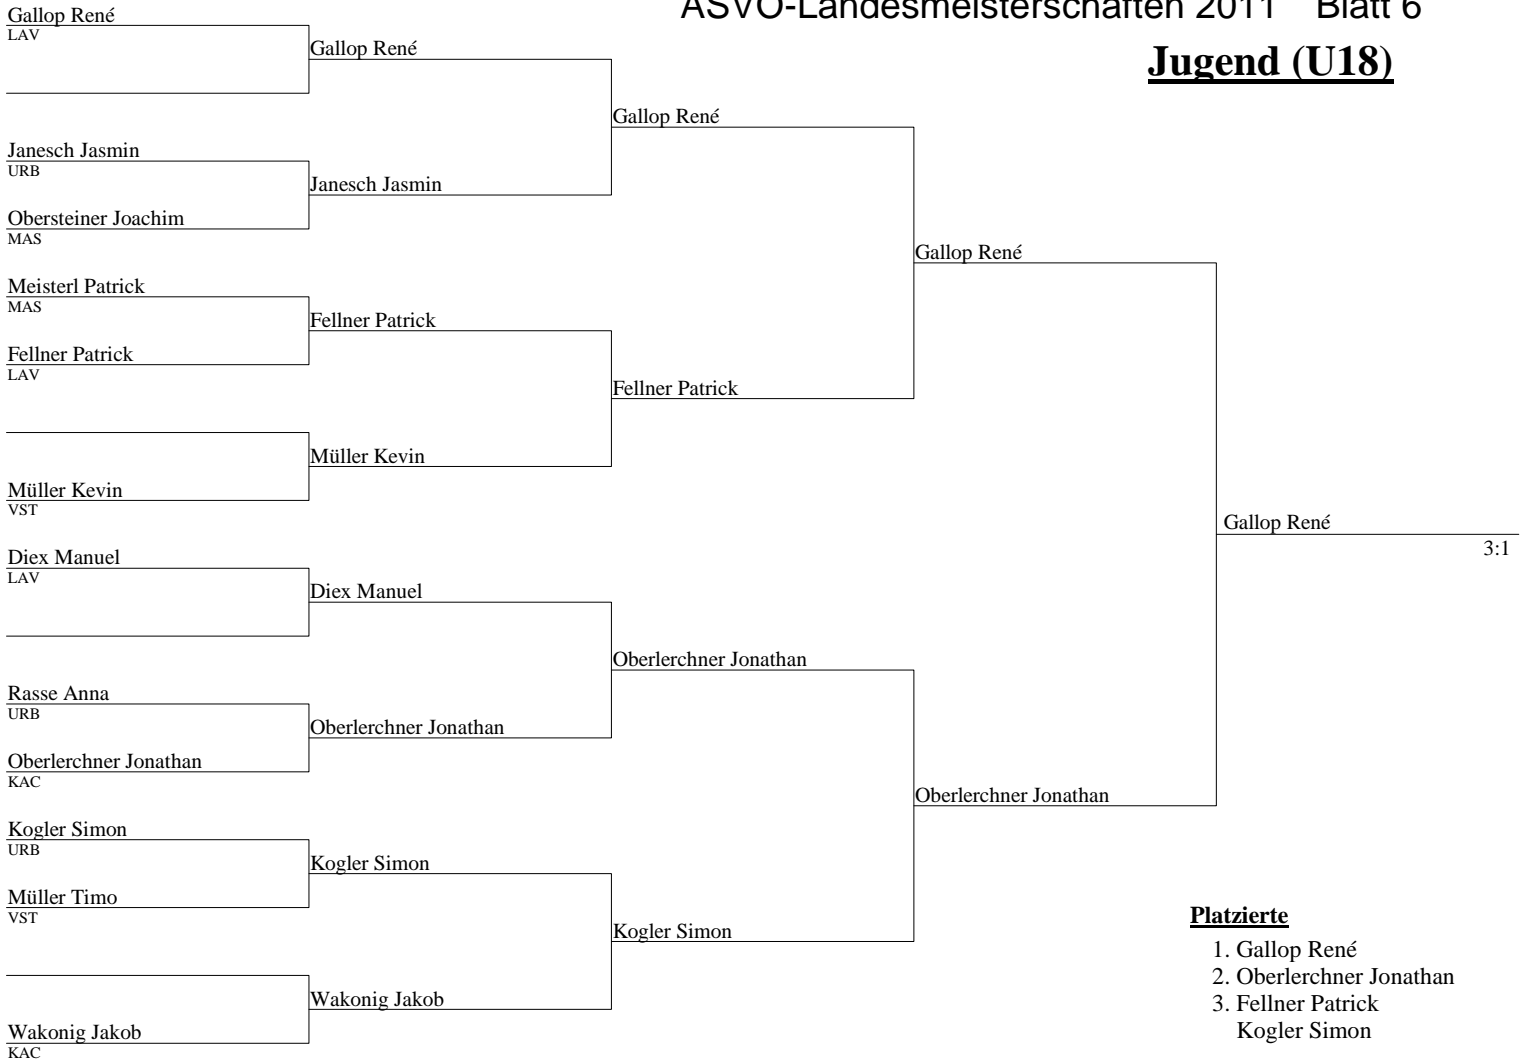 ASVÖ-Landesmeisterschaften 2011 Blatt 6
Jugend (U18)
Gallop René
LAV
Janesch Jasmin
URB
Obersteiner Joachim
MAS
Meisterl Patrick
MAS
Fellner Patrick
LAV
Müller Kevin
VST
Diex Manuel
LAV
Rasse Anna
URB
Oberlerchner Jonathan
KAC
Kogler Simon
URB
Müller Timo
VST
Wakonig Jakob
KAC
Gallop René
Janesch Jasmin
Fellner Patrick
Müller Kevin
Diex Manuel
Oberlerchner Jonathan
Kogler Simon
Wakonig Jakob
Gallop René
Fellner Patrick
Oberlerchner Jonathan
Kogler Simon
Gallop René
Oberlerchner Jonathan
Gallop René
3:1
Platzierte
1. Gallop René
2. Oberlerchner Jonathan
3. Fellner Patrick
Kogler Simon